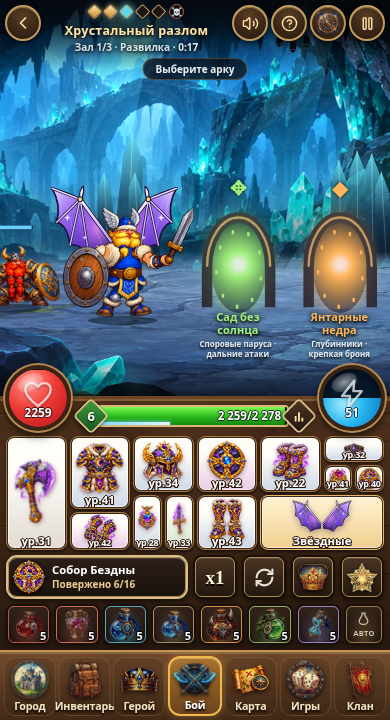 Хрустальный разлом
Зал 1/3 · Развилка · 0:17
Выберите арку
Сад без
солнца
Споровые паруса ·
дальние атаки
Янтарные
недра
Глубинники ·
крепкая броня
2259
6
2 259/2 278
51
ур.31
ур.41
ур.42
ур.34
ур.28
ур.33
ур.42
ур.43
ур.22
ур.32
ур.41
ур.40
Звёздные
Собор Бездны
Повержено 6/16
x1
5
5
5
5
5
5
5
АВТО
Город
Инвентарь
Герой
Бой
Карта
Игры
Клан